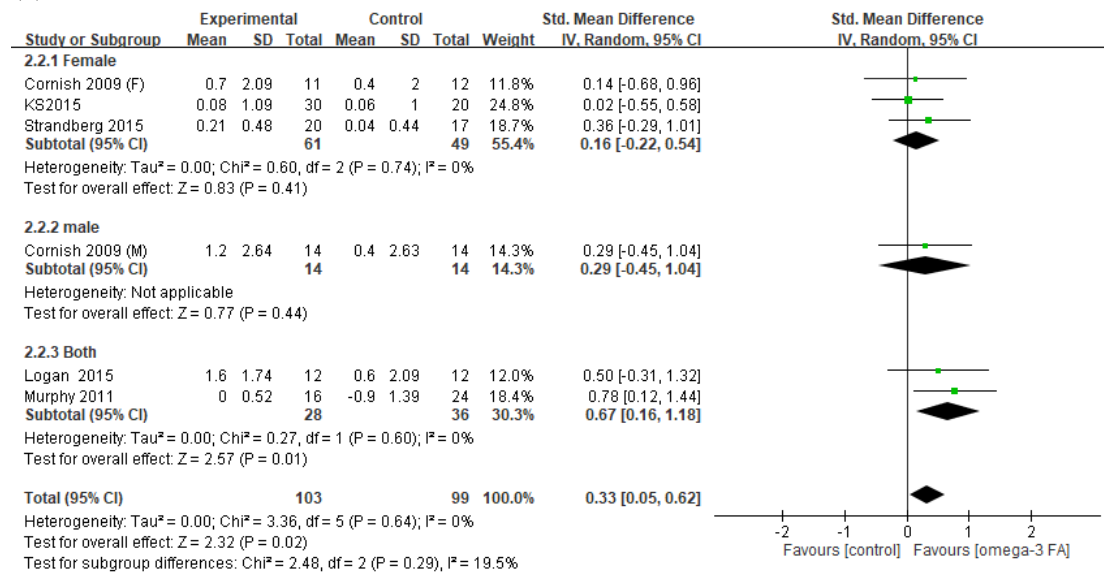 Experimental Control Std. Mean Difference Std. Mean Difference
Study or Subgroup Mean SD Total Mean SD Total Weight IV, Random, 95% CI IV, Random, 95% CI
2.2.1 Female
Cornish 2009 (F) 0.7 2.09 11 0.4 2 12 11.8% 0.14 [-0.68, 0.96]
KS2015 0.08 1.09 30 0.06 1 20 24.8% 0.02 [-0.55, 0.58]
Strandberg 2015 0.21 0.48 20 0.04 0.44 17 18.7% 0.36 [-0.29, 1.01]
Subtotal (95% CI) 61 49 55.4% 0.16 [-0.22, 0.54]
Heterogeneity: Tau² = 0.00; Chi² = 0.60, df = 2 (P = 0.74); I² = 0%
Test for overall effect: Z = 0.83 (P = 0.41)
2.2.2 male
Cornish 2009 (M) 1.2 2.64 14 0.4 2.63 14 14.3% 0.29 [-0.45, 1.04]
Subtotal (95% CI) 14 14 14.3% 0.29 [-0.45, 1.04]
Heterogeneity: Not applicable
Test for overall effect: Z = 0.77 (P = 0.44)
2.2.3 Both
Logan 2015 1.6 1.74 12 0.6 2.09 12 12.0% 0.50 [-0.31, 1.32]
Murphy 2011 0 0.52 16 -0.9 1.39 24 18.4% 0.78 [0.12, 1.44]
Subtotal (95% CI) 28 36 30.3% 0.67 [0.16, 1.18]
Heterogeneity: Tau² = 0.00; Chi² = 0.27, df = 1 (P = 0.60); I² = 0%
Test for overall effect: Z = 2.57 (P = 0.01)
Total (95% CI) 103 99 100.0% 0.33 [0.05, 0.62]
Heterogeneity: Tau² = 0.00; Chi² = 3.36, df = 5 (P = 0.64); I² = 0%
Test for overall effect: Z = 2.32 (P = 0.02)
Test for subgroup differences: Chi² = 2.48, df = 2 (P = 0.29), I² = 19.5%
-2 -1 0 1 2
Favours [control] Favours [omega-3 FA]